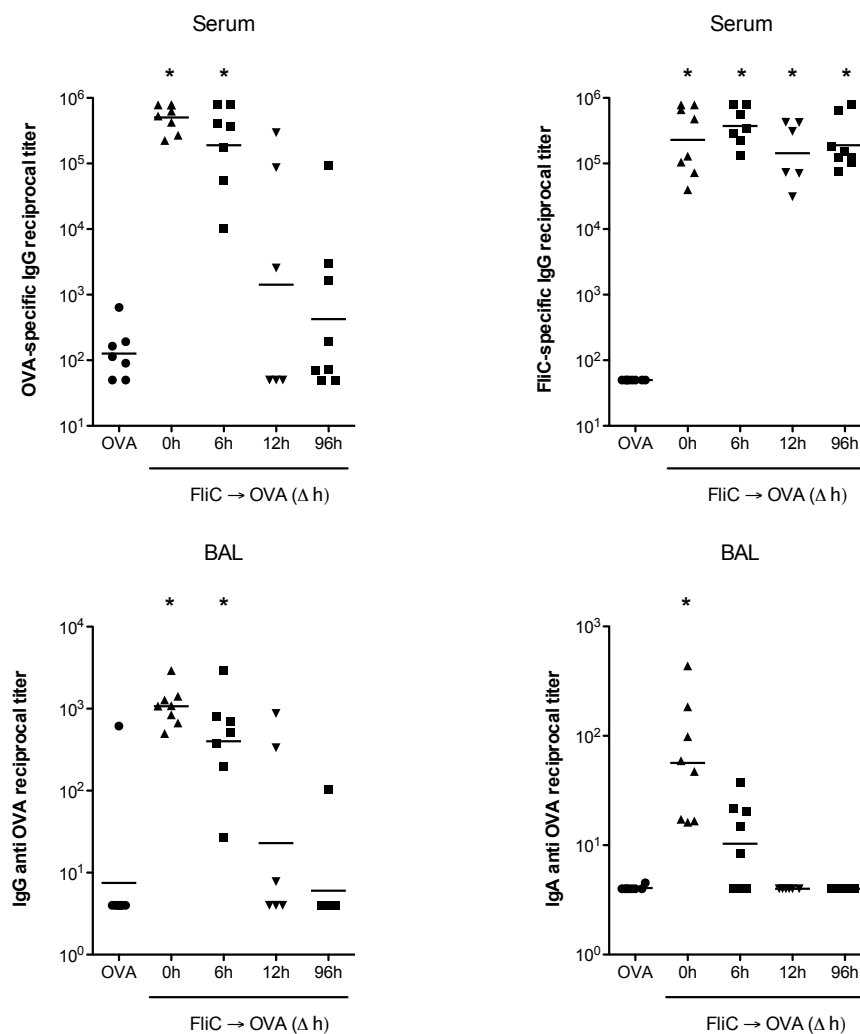 Serum
* *
OVA-specific IgG reciprocal titer
10^6
10^5
10^4
10^3
10^2
10^1
OVA 0h 6h 12h 96h
FliC → OVA (Δ h)
Serum
* * * *
FliC-specific IgG reciprocal titer
10^6
10^5
10^4
10^3
10^2
10^1
OVA 0h 6h 12h 96h
FliC → OVA (Δ h)
BAL
* *
IgG anti OVA reciprocal titer
10^4
10^3
10^2
10^1
10^0
OVA 0h 6h 12h 96h
FliC → OVA (Δ h)
BAL
*
IgA anti OVA reciprocal titer
10^3
10^2
10^1
10^0
OVA 0h 6h 12h 96h
FliC → OVA (Δ h)